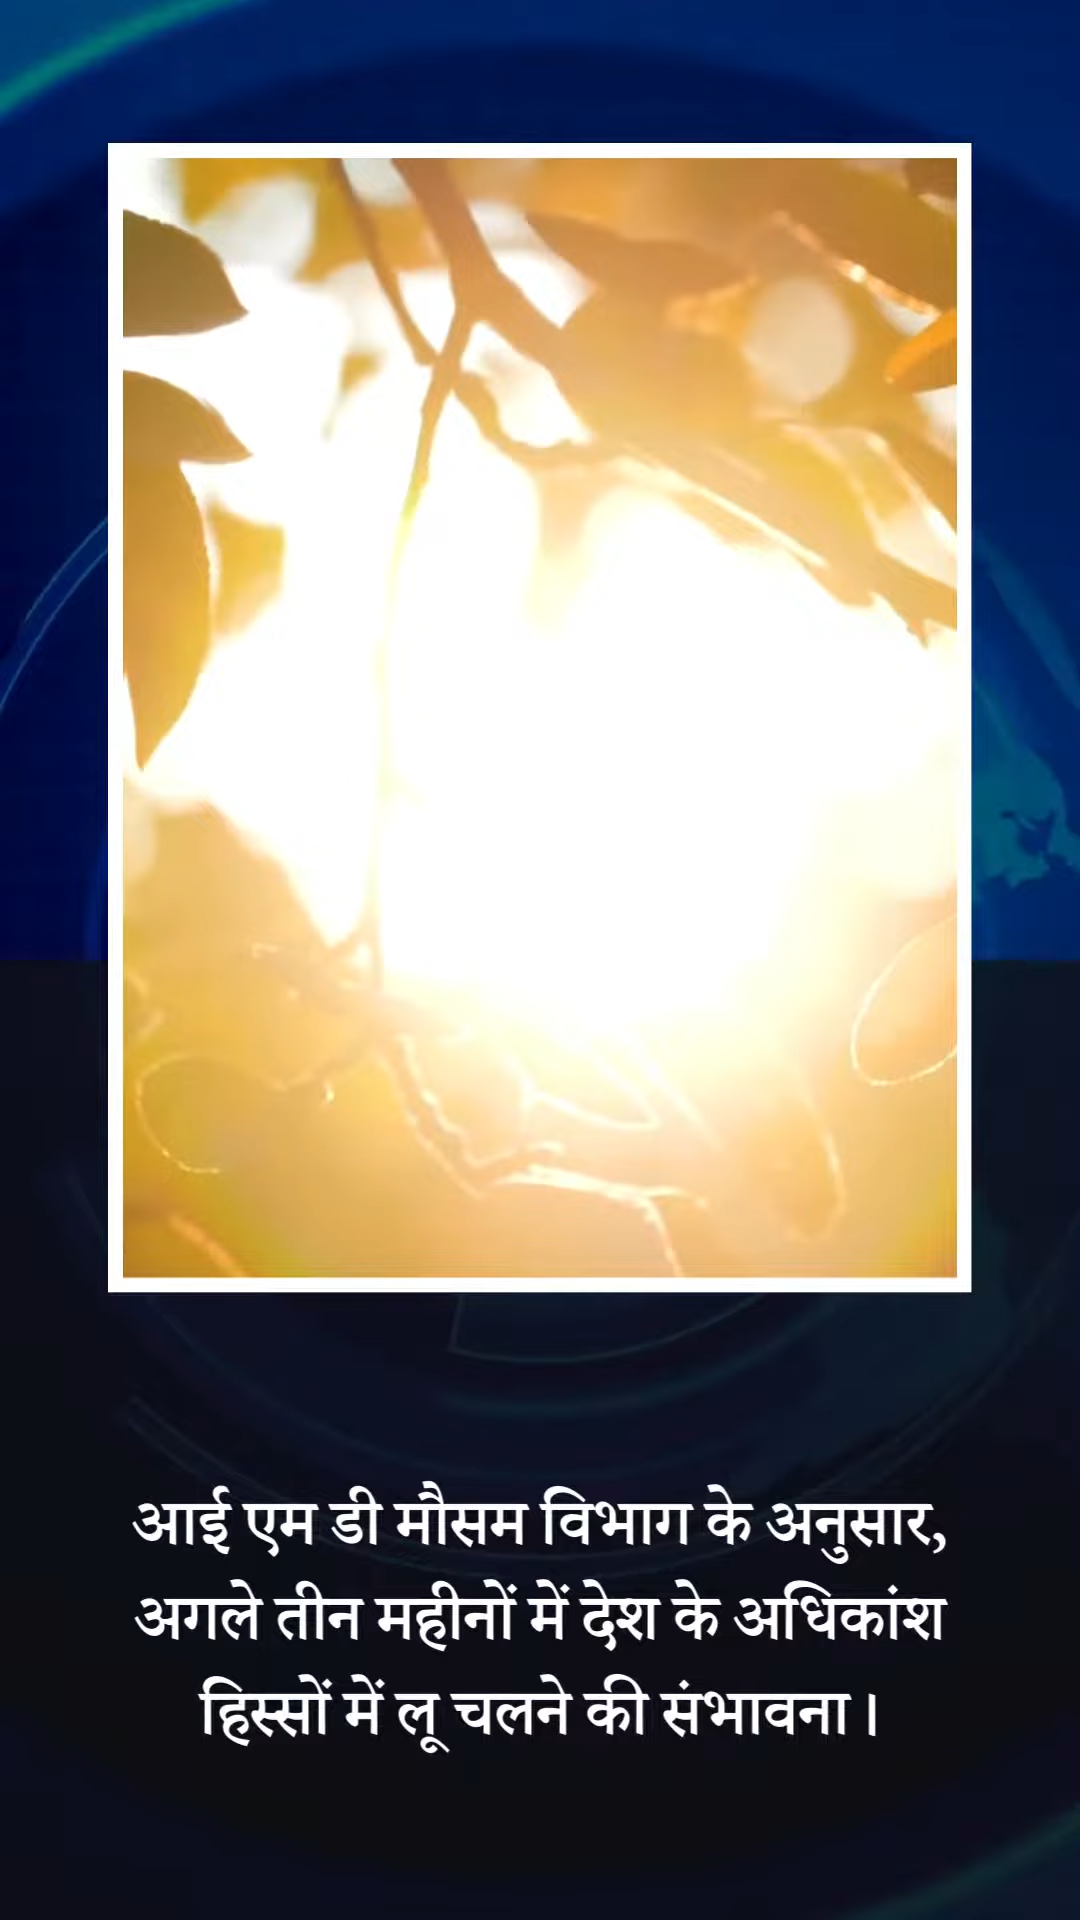 आई एम डी मौसम विभाग के अनुसार,
अगले तीन महीनों में देश के अधिकांश
हिस्सों में लू चलने की संभावना।